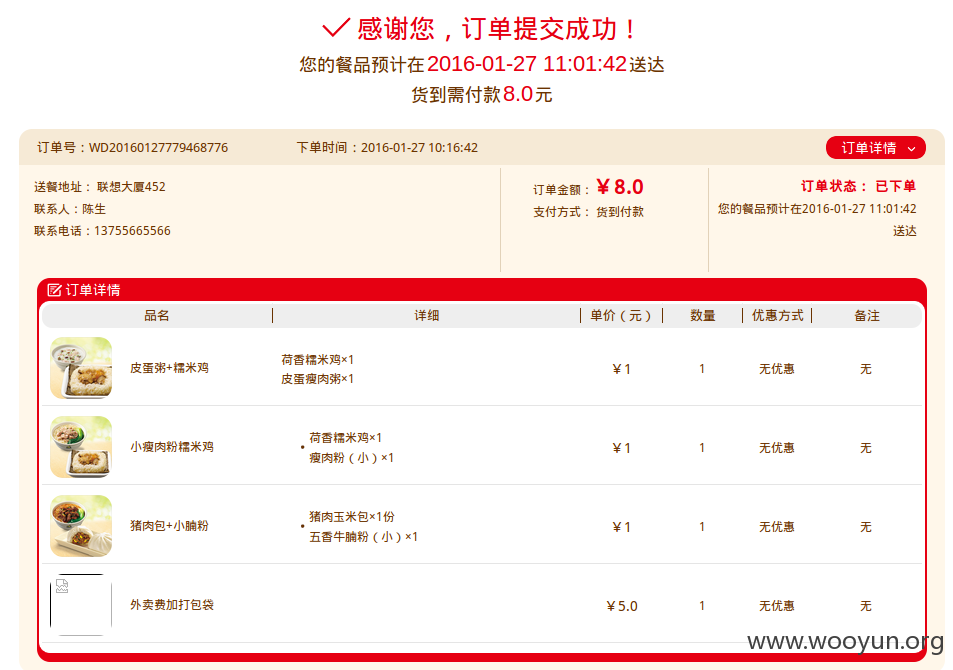 感谢您，订单提交成功！
您的餐品预计在2016-01-27 11:01:42送达
货到需付款8.0元
订单号：WD20160127779468776 下单时间：2016-01-27 10:16:42 订单详情
送餐地址： 联想大厦452
联系人：陈生
联系电话：13755665566
订单金额：￥8.0
支付方式： 货到付款
订单状态： 已下单
您的餐品预计在2016-01-27 11:01:42
送达
订单详情
品名 详细 单价（元） 数量 优惠方式 备注
皮蛋粥+糯米鸡 荷香糯米鸡×1 ￥1 1 无优惠 无
皮蛋瘦肉粥×1
小瘦肉粉糯米鸡 • 荷香糯米鸡×1 ￥1 1 无优惠 无
瘦肉粉（小）×1
猪肉包+小腩粉 • 猪肉玉米包×1份 ￥1 1 无优惠 无
五香牛腩粉（小）×1
外卖费加打包袋 ￥5.0 1 无优惠 无
www.wooyun.org